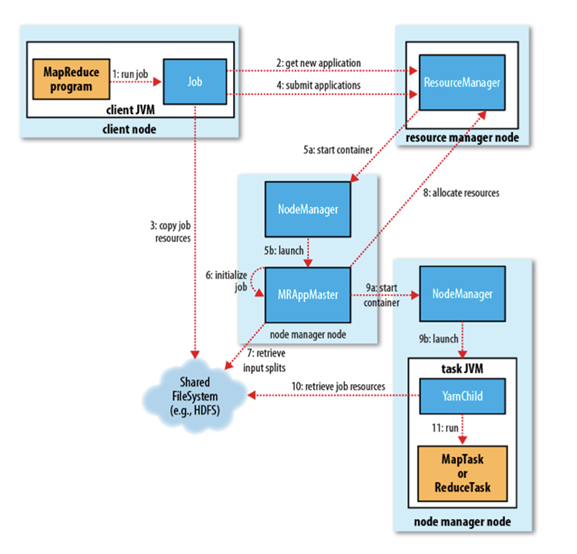 MapReduce
program
1: run job
Job
client JVM
client node
2: get new application
4: submit applications
ResourceManager
resource manager node
5a: start container
8: allocate resources
3: copy job
resources
NodeManager
5b: launch
6: initialize
job
MRAppMaster
node manager node
9a: start
container
NodeManager
9b: launch
7: retrieve
input splits
Shared
FileSystem
(e.g., HDFS)
10: retrieve job resources
task JVM
YarnChild
11: run
MapTask
or
ReduceTask
node manager node